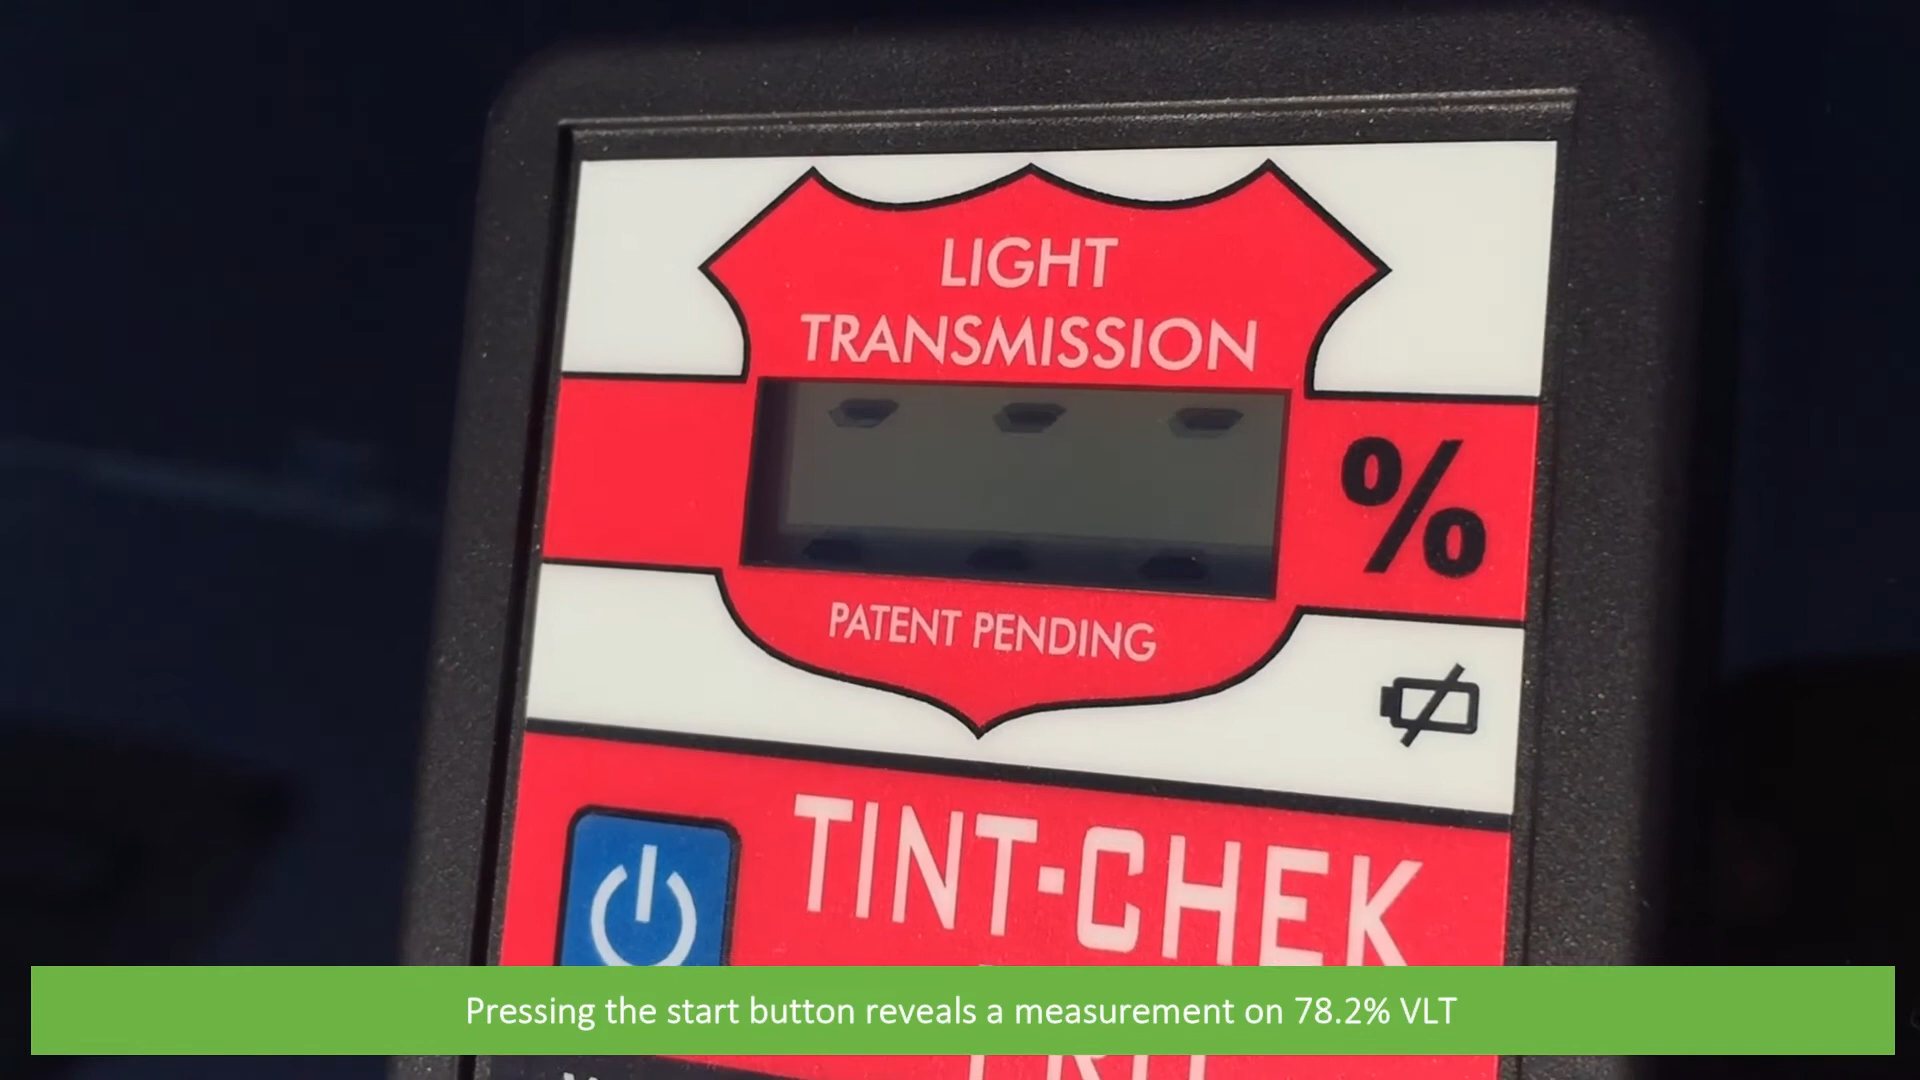 LIGHT
TRANSMISSION
%
PATENT PENDING
TINT-CHEK
Pressing the start button reveals a measurement on 78.2% VLT